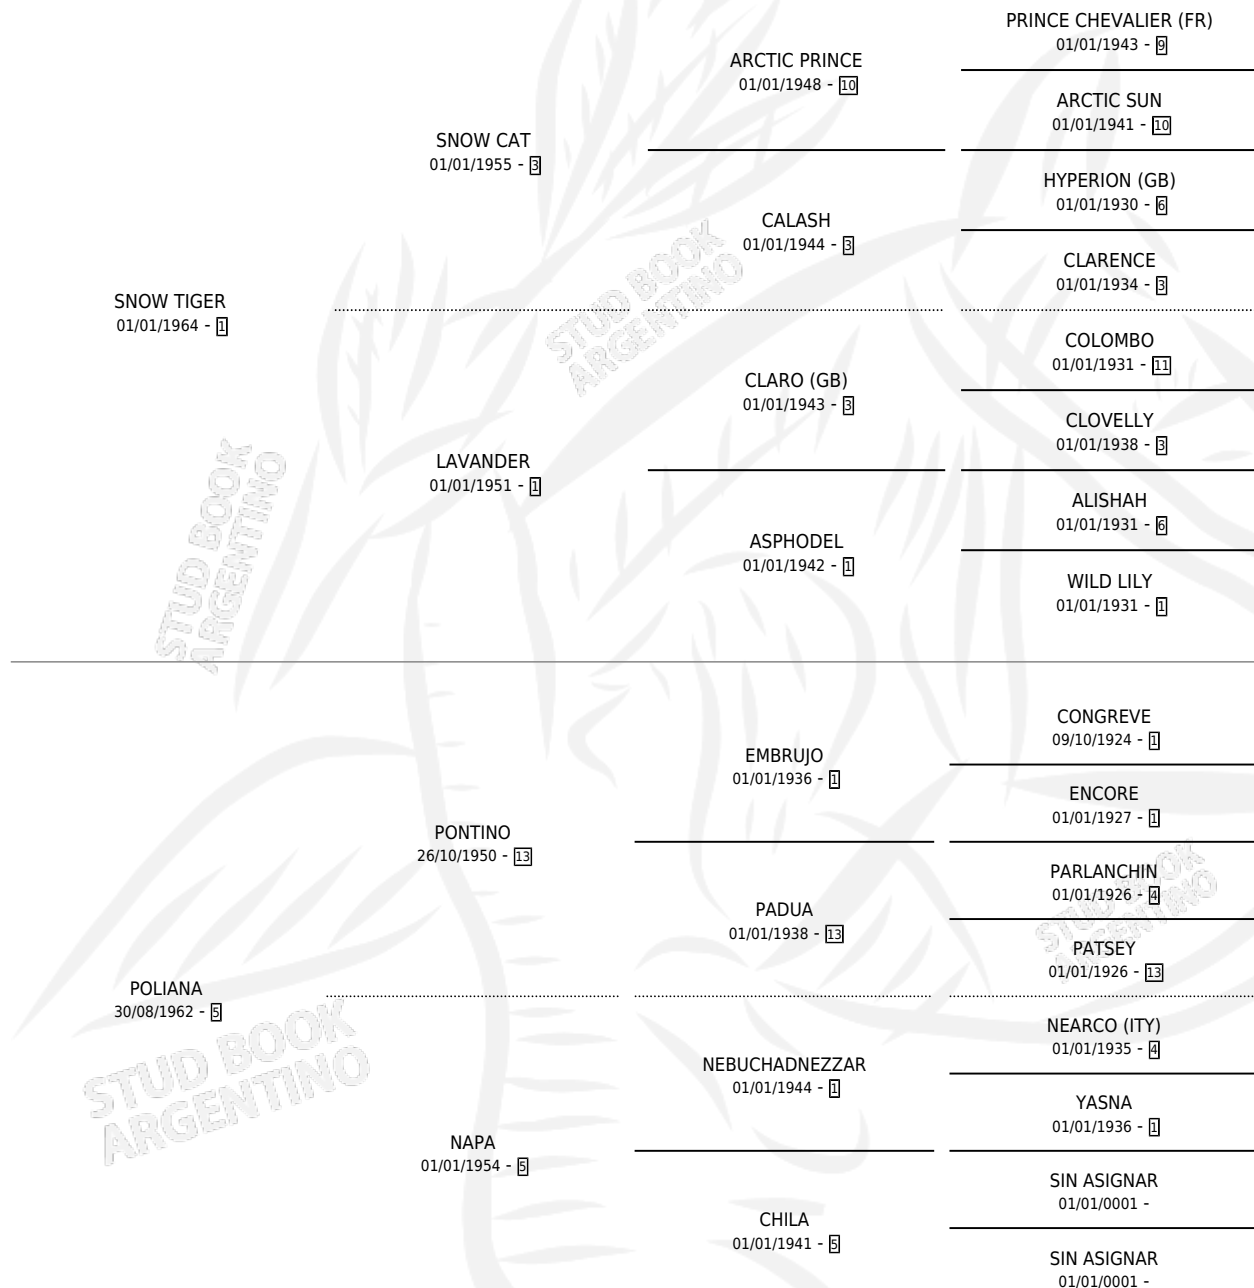 PRINCE CHEVALIER (FR)
01/01/1943 - 9
ARCTIC PRINCE
01/01/1948 - 10
ARCTIC SUN
01/01/1941 - 10
SNOW CAT
01/01/1955 - 3
HYPERION (GB)
01/01/1930 - 6
CALASH
01/01/1944 - 3
CLARENCE
01/01/1934 - 3
SNOW TIGER
01/01/1964 - 1
STUD BOOK
ARGENTINO
COLOMBO
01/01/1931 - 11
CLARO (GB)
01/01/1943 - 3
CLOVELLY
01/01/1938 - 3
LAVANDER
01/01/1951 - 1
ALISHAH
01/01/1931 - 6
ASPHODEL
01/01/1942 - 1
WILD LILY
01/01/1931 - 1
STUD BOOK
ARGENTINO
CONGREVE
09/10/1924 - 1
EMBRUJO
01/01/1936 - 1
ENCORE
01/01/1927 - 1
PONTINO
26/10/1950 - 13
PARLANCHIN
01/01/1926 - 4
PADUA
01/01/1938 - 13
PATSEY
01/01/1926 - 13
STUD BOOK
ARGENTINO
POLIANA
30/08/1962 - 5
NEARCO (ITY)
01/01/1935 - 4
NEBUCHADNEZZAR
01/01/1944 - 1
YASNA
01/01/1936 - 1
STUD BOOK
ARGENTINO
NAPA
01/01/1954 - 5
SIN ASIGNAR
01/01/0001 -
CHILA
01/01/1941 - 5
SIN ASIGNAR
01/01/0001 -